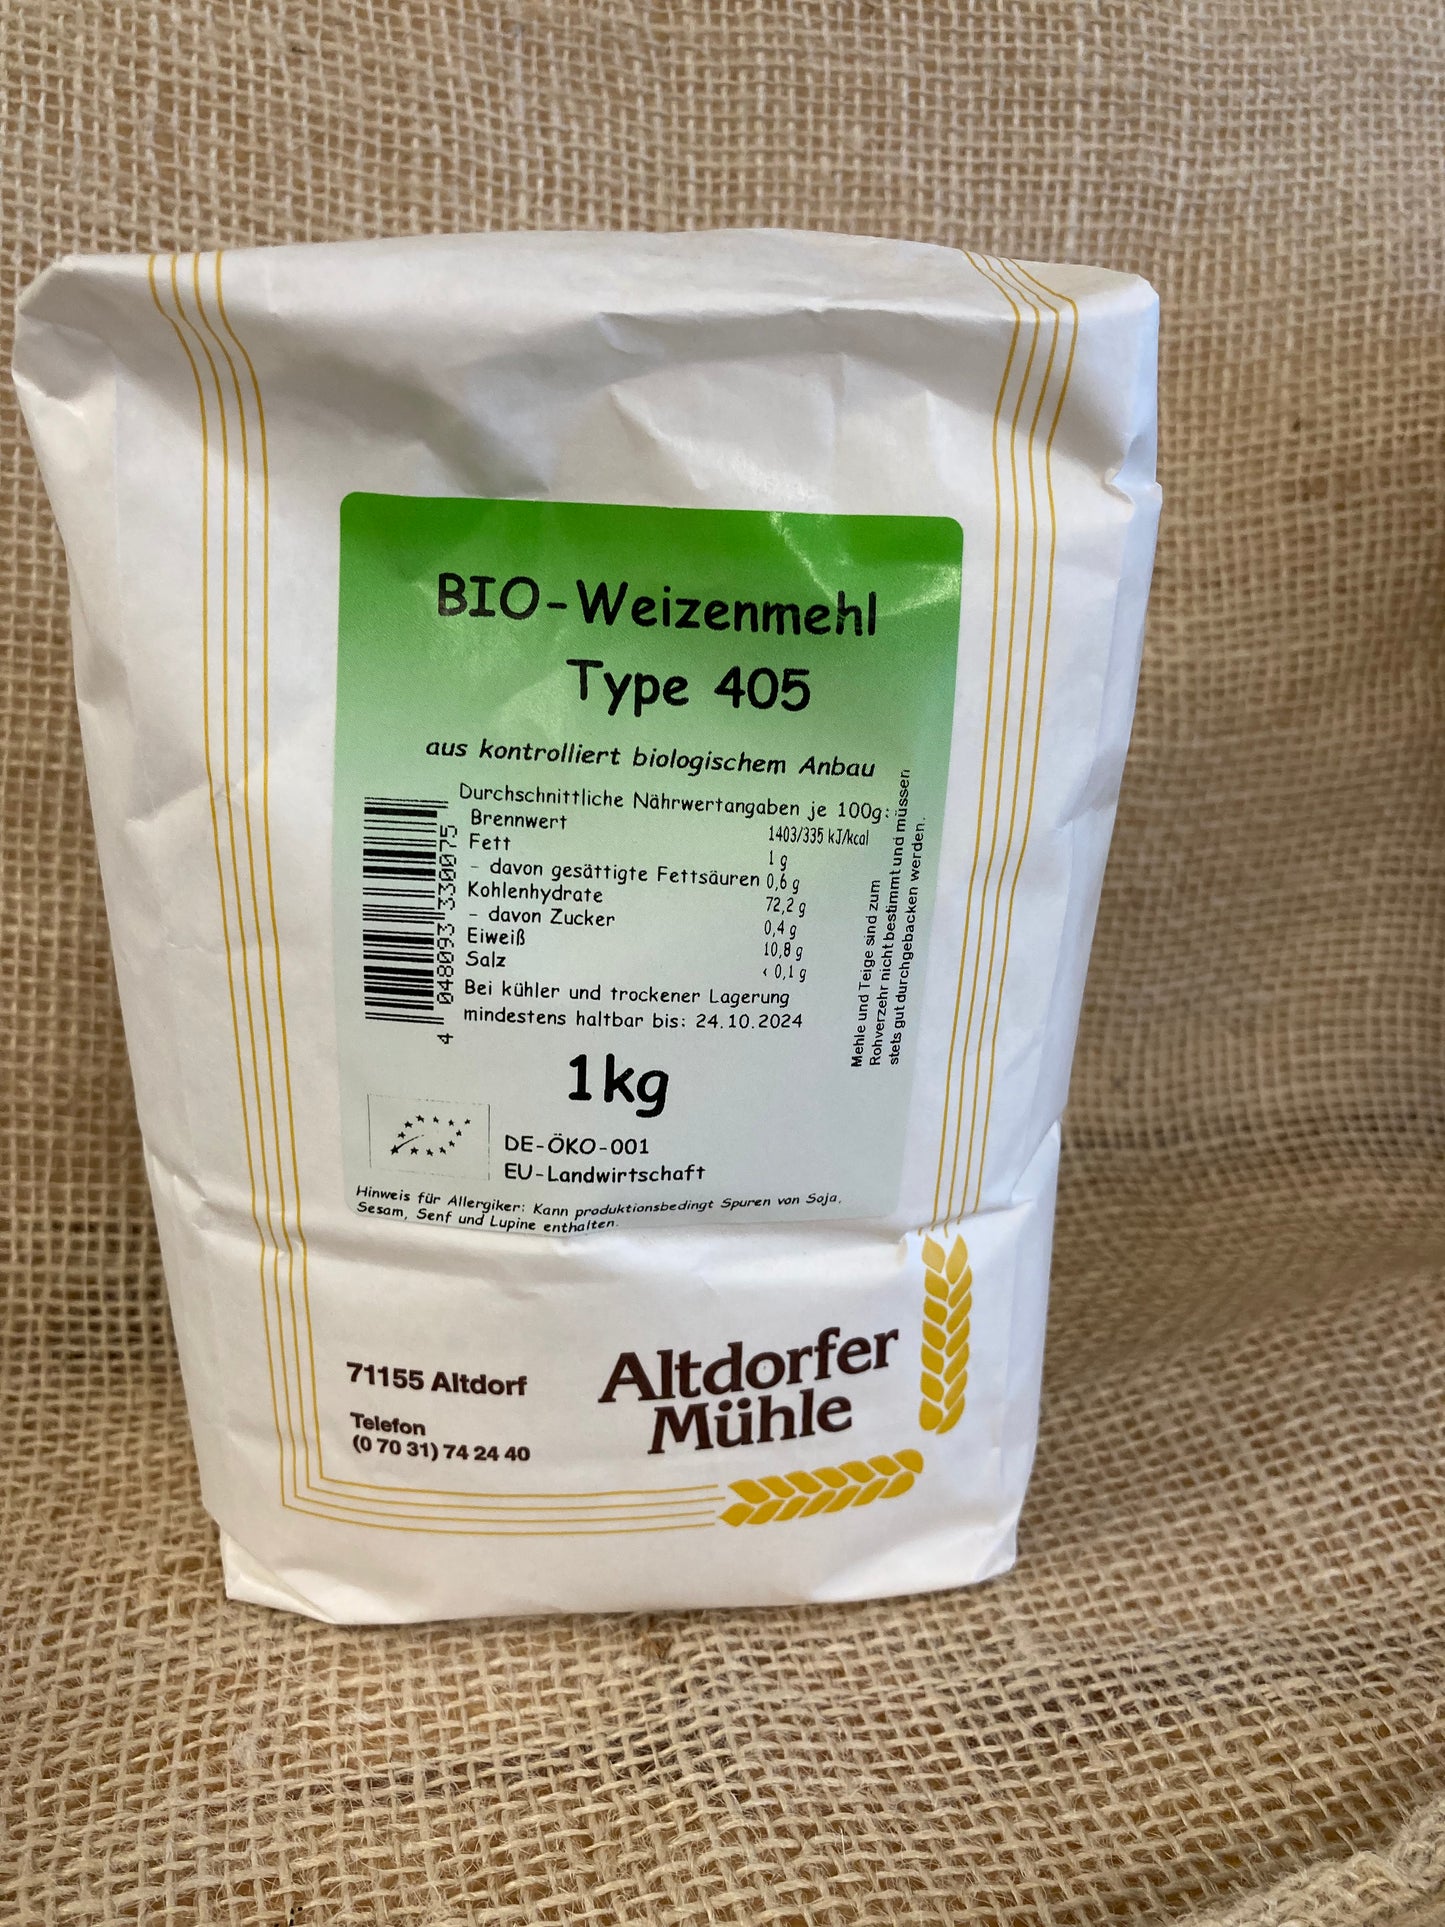 BIO-Weizenmehl
Type 405
aus kontrolliert biologischem Anbau
Durchschnittliche Nährwertangaben je 100g:
Brennwert 1403/335 kJ/kcal
Fett 1 g
- davon gesättigte Fettsäuren 0,6 g
Kohlenhydrate 72,2 g
- davon Zucker 0,4 g
Eiweiß 10,8 g
Salz < 0,1 g
Bei kühler und trockener Lagerung
mindestens haltbar bis: 24.10.2024
4 048093 330075
Mehle und Teige sind zum
Rohverzehr nicht bestimmt und müssen
stets gut durchgebacken werden.
1kg
DE-ÖKO-001
EU-Landwirtschaft
Hinweis für Allergiker: Kann produktionsbedingt Spuren von Soja,
Sesam, Senf und Lupine enthalten.
71155 Altdorf
Telefon
(0 70 31) 74 24 40
Altdorfer
Mühle